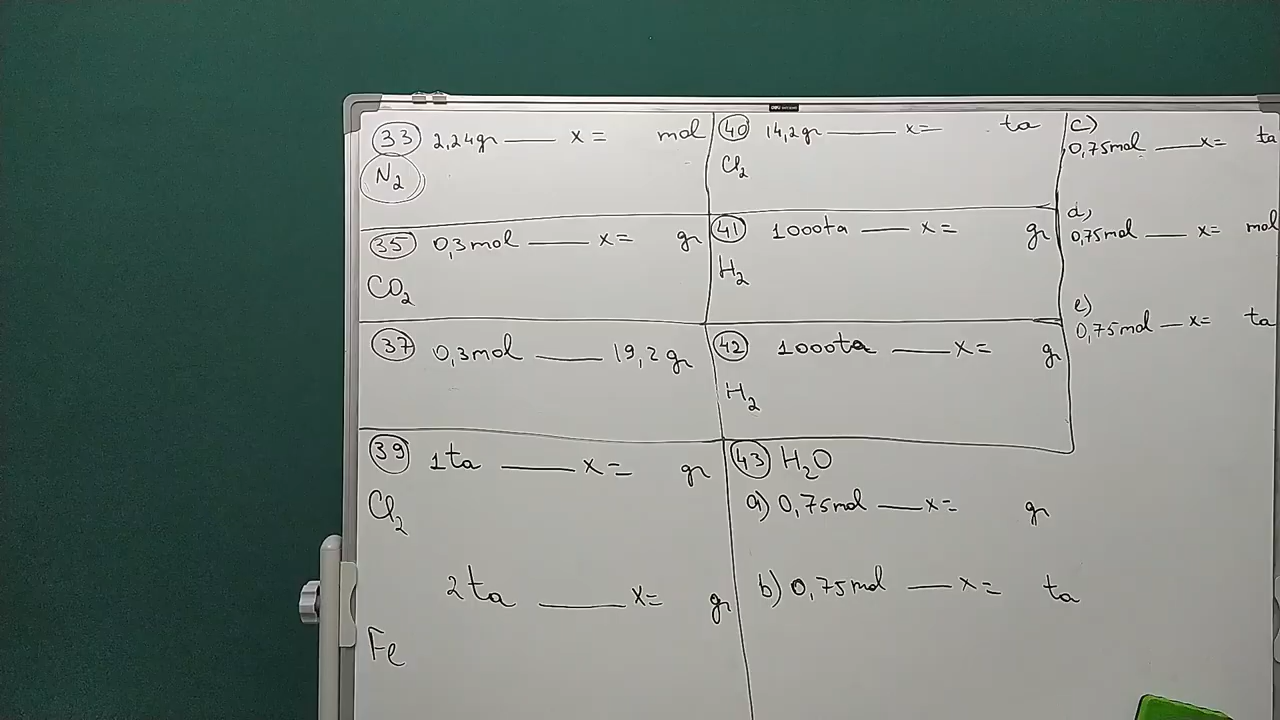 33 2,24gr — x= mol
N2
35 0,3mol — x= gr
CO2
37 0,3mol — 19,2gr
39 1ta — x= gr
Cl2
2ta — x= gr
Fe
40 14,2gr — x= ta
Cl2
41 1000ta — x= gr
H2
42 1000ta — x= gr
H2
43 H2O
a) 0,75mol — x= gr
b) 0,75mol — x= ta
c)
0,75mol — x= ta
d)
0,75mol — x= mol
e)
0,75mol — x= ta